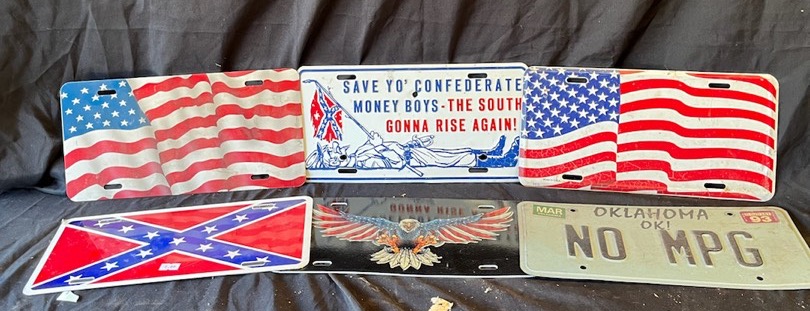 SAVE YO' CONFEDERATE
MONEY BOYS-THE SOUTH
GONNA RISE AGAIN!
MAR
OKLAHOMA
93
OK!
NO MPG